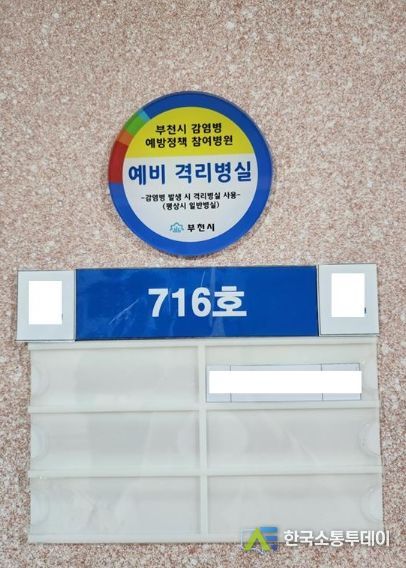 부천시 감염병
예방정책 참여병원
예비 격리병실
-감염병 발생 시 격리병실 사용-
(평상시 일반병실)
부천시
716호
한국소통투데이